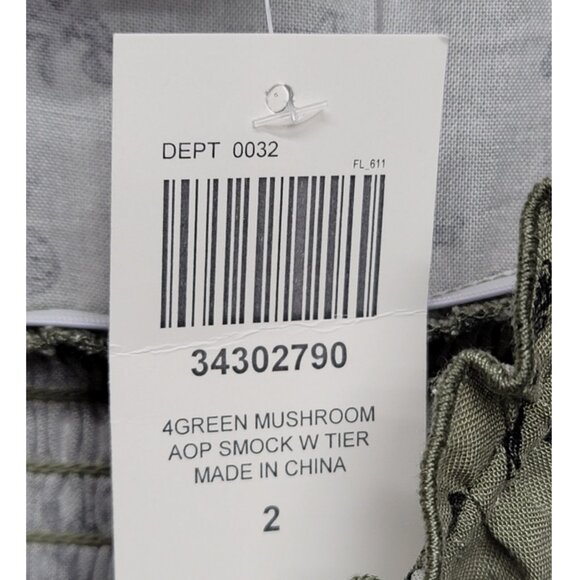 DEPT 0032
FL_611
34302790
4GREEN MUSHROOM
AOP SMOCK W TIER
MADE IN CHINA
2